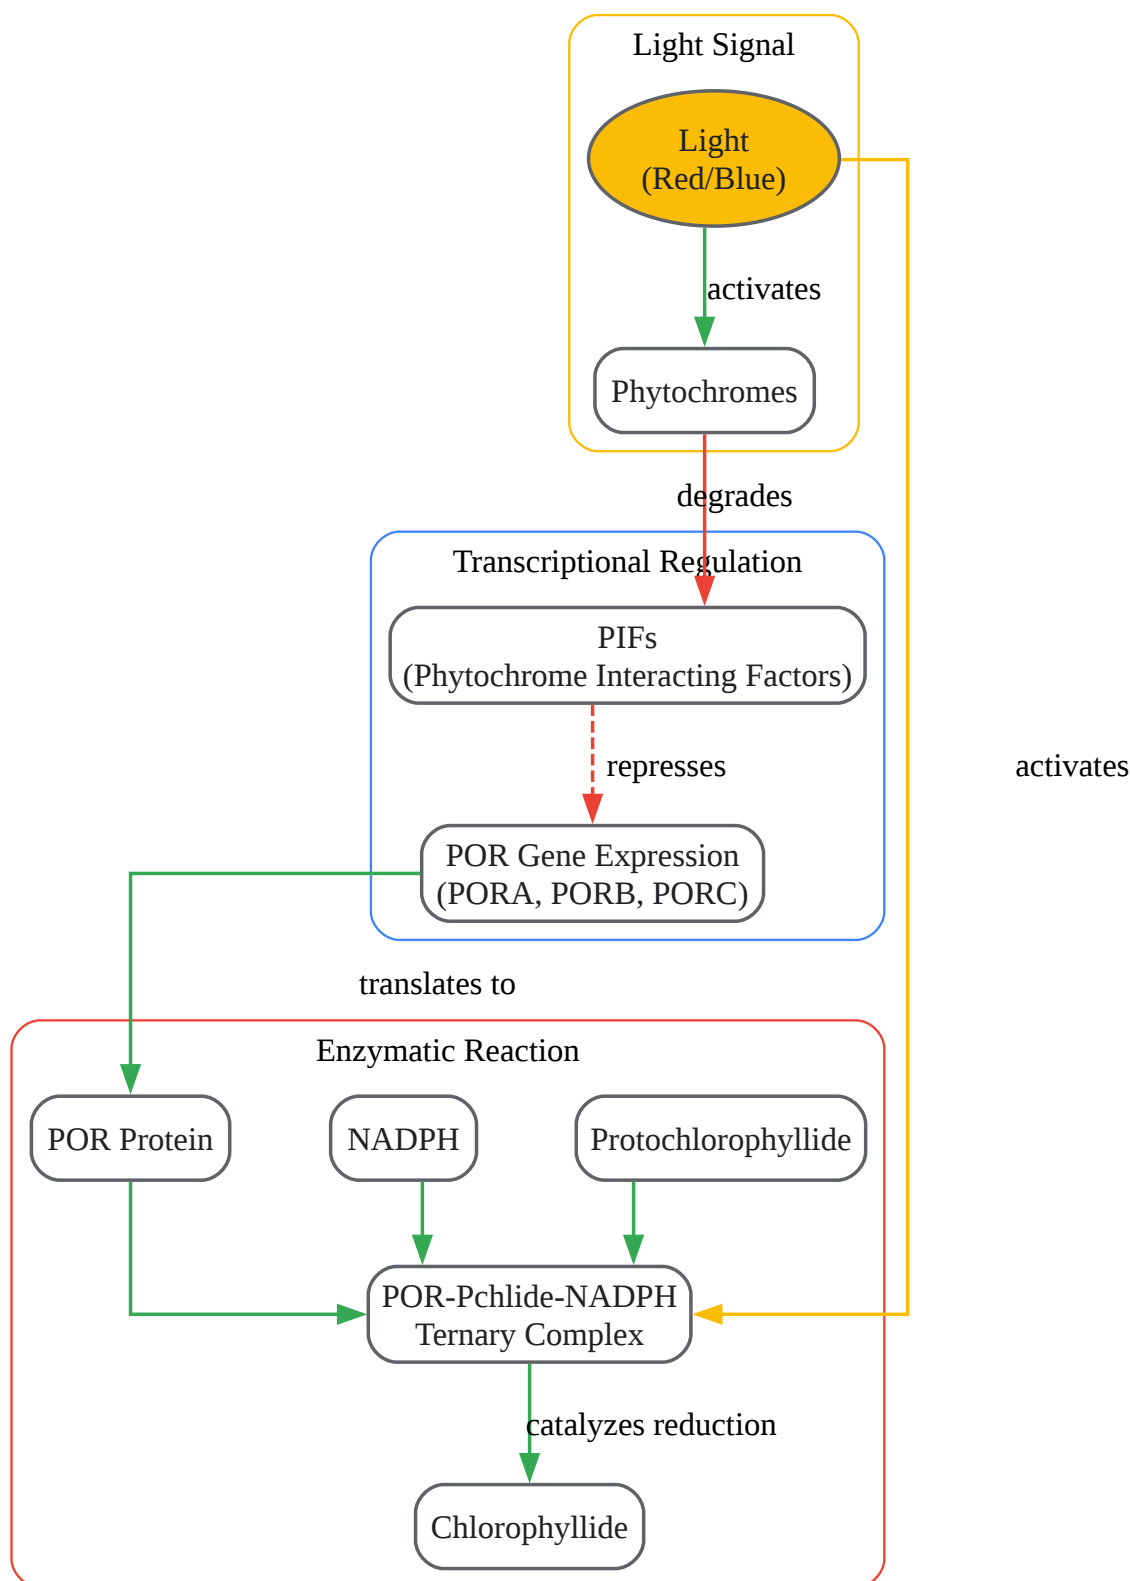 Light Signal
Light
(Red/Blue)
activates
Phytochromes
degrades
Transcriptional Regulation
PIFs
(Phytochrome Interacting Factors)
represses
activates
POR Gene Expression
(PORA, PORB, PORC)
translates to
Enzymatic Reaction
POR Protein
NADPH
Protochlorophyllide
POR-Pchlide-NADPH
Ternary Complex
catalyzes reduction
Chlorophyllide